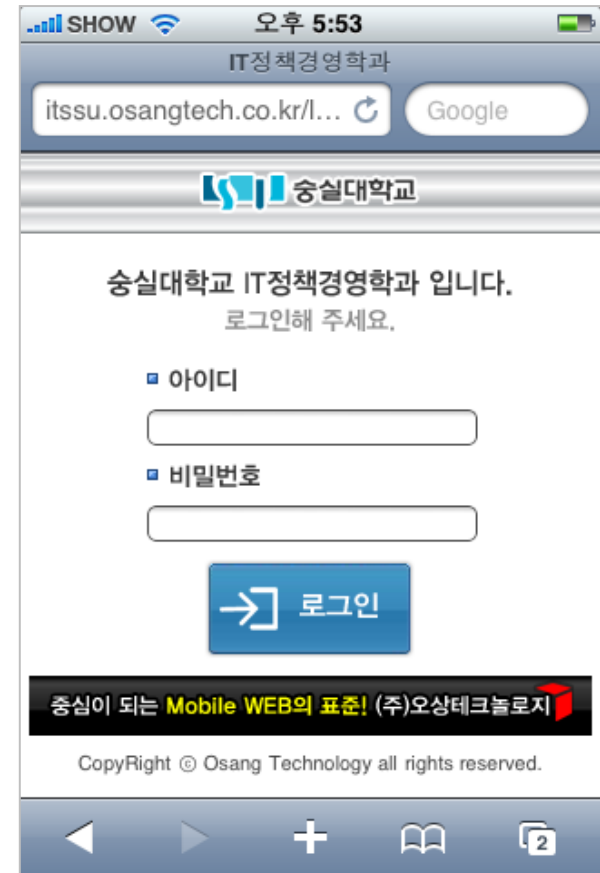 SHOW 오후 5:53
IT정책경영학과
itssu.osangtech.co.kr/l... Google
숭실대학교
숭실대학교 IT정책경영학과 입니다.
로그인해 주세요.
아이디
비밀번호
로그인
중심이 되는 Mobile WEB의 표준! (주)오상테크놀로지
CopyRight ⓒ Osang Technology all rights reserved.
2